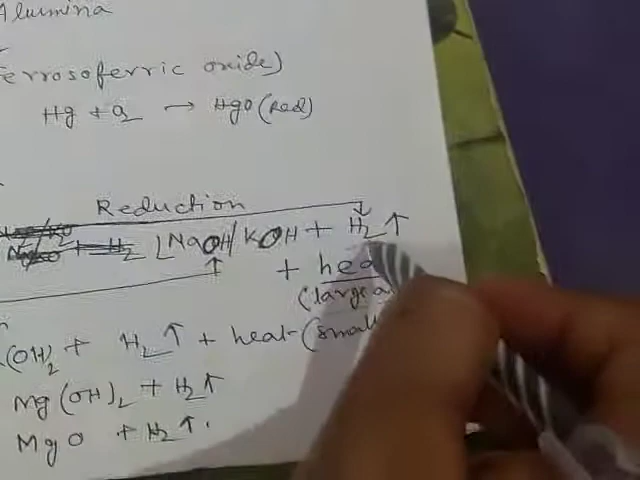 Alumina
errosoferric oxide)
Hg + O2 → HgO (Red)
Reduction
NaOH/KOH + H2↑
+ hea
(large a
(OH)2 + H2↑ + heat (small
Mg(OH)2 + H2↑
MgO + H2↑.